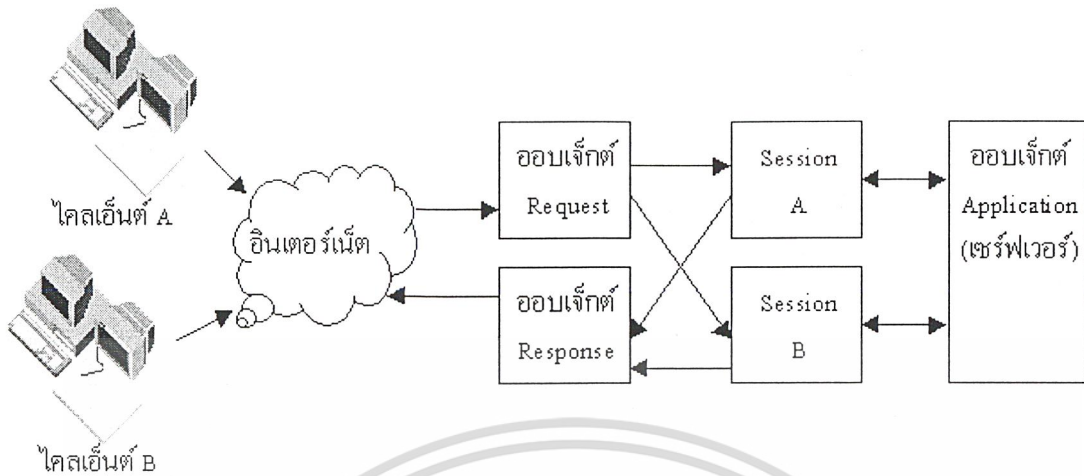 ไคลเอ็นต์ A
ไคลเอ็นต์ B
อินเตอร์เน็ต
ออบเจ็กต์
Request
ออบเจ็กต์
Response
Session
A
Session
B
ออบเจ็กต์
Application
(เซร์ฟเวอร์)